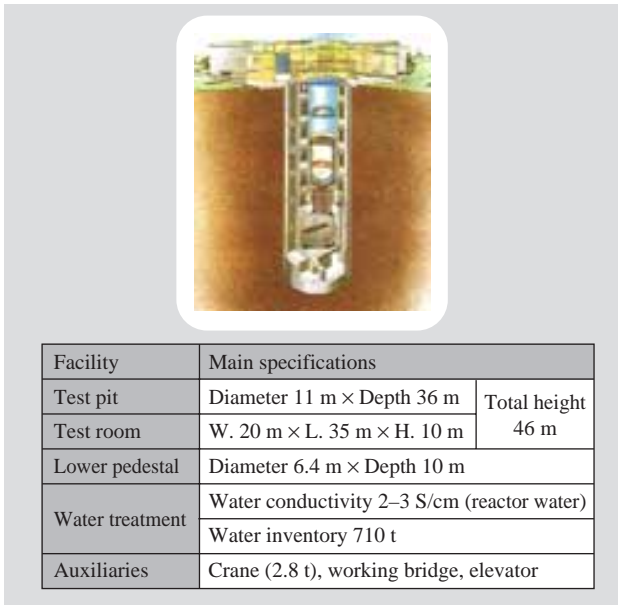 Facility Main specifications
Test pit Diameter 11 m × Depth 36 m Total height
Test room W. 20 m × L. 35 m × H. 10 m 46 m
Lower pedestal Diameter 6.4 m × Depth 10 m
Water treatment Water conductivity 2–3 S/cm (reactor water)
Water inventory 710 t
Auxiliaries Crane (2.8 t), working bridge, elevator